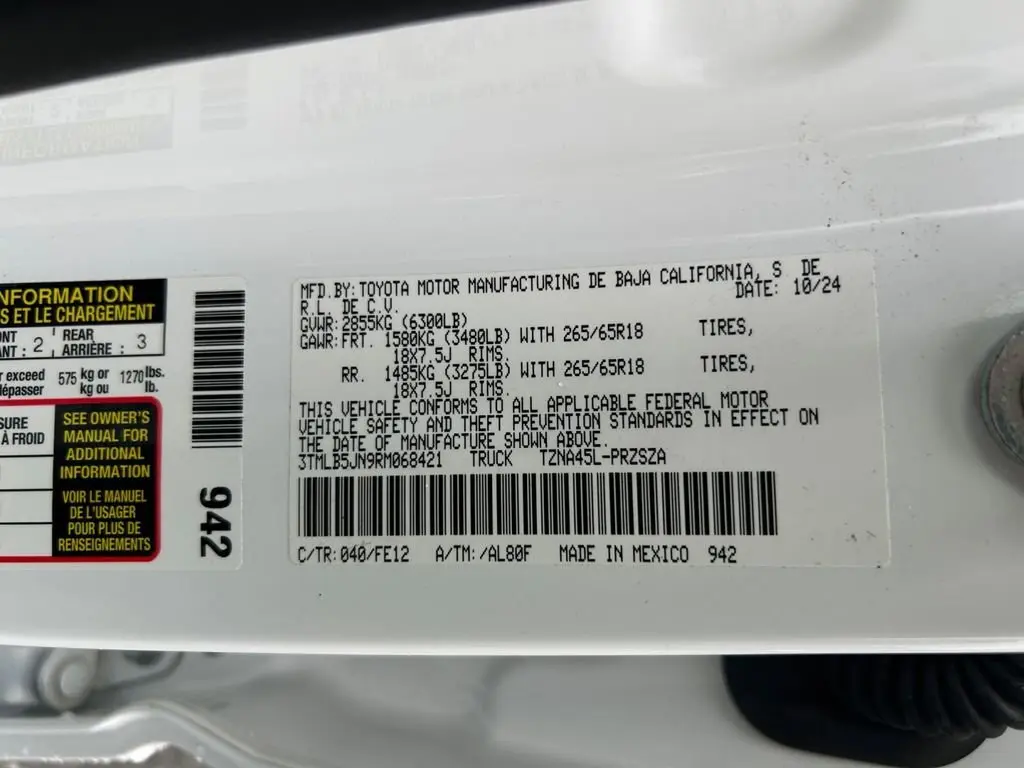 INFORMATION
S ET LE CHARGEMENT
2 REAR
ARRIÈRE : 3
exceed 575 kg or 1270 lbs.
kg ou lb.
À FROID
SEE OWNER'S
MANUAL FOR
ADDITIONAL
INFORMATION
VOIR LE MANUEL
DE L'USAGER
POUR PLUS DE
RENSEIGNEMENTS
942
MFD.BY:TOYOTA MOTOR MANUFACTURING DE BAJA CALIFORNIA, S DE
R.L. DE C.V. DATE: 10/24
GVWR:2855KG (6300LB)
GAWR:FRT. 1580KG (3480LB) WITH 265/65R18 TIRES,
18X7.5J RIMS.
RR. 1485KG (3275LB) WITH 265/65R18 TIRES,
18X7.5J RIMS.
THIS VEHICLE CONFORMS TO ALL APPLICABLE FEDERAL MOTOR
VEHICLE SAFETY AND THEFT PREVENTION STANDARDS IN EFFECT ON
THE DATE OF MANUFACTURE SHOWN ABOVE.
3TMLB5JN9RM068421 TRUCK TZNA45L-PRZSZA
C/TR:040/FE12 A/TM:/AL80F MADE IN MEXICO 942